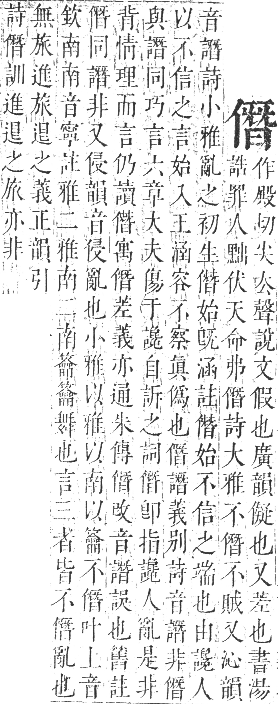 僭
作殿切尖去聲說文假也廣韻儗也又差也書湯
誥罪人黜伏天命弗僭詩大雅不僭不賊又沁韻
音譖詩小雅亂之初生僭始旣涵註僭始不信之端也由讒人
以不信之言始入王涵容不察眞僞也僭譖義别詩音譖非僭
與譖同巧言六章大夫傷于讒自訴之詞僭卽指讒人亂是非
背情理而言仍讀僭寓僭差義亦通朱傳僭改音譖誤也舊註
僭同譖非又侵韻音侵亂也小雅以雅以南以籥不僭叶上音
欽南南音寧註雅二雅南二南籥籥舞也言三者皆不僭亂也
無旅進旅退之義正韻引
詩僭訓進退之旅亦非